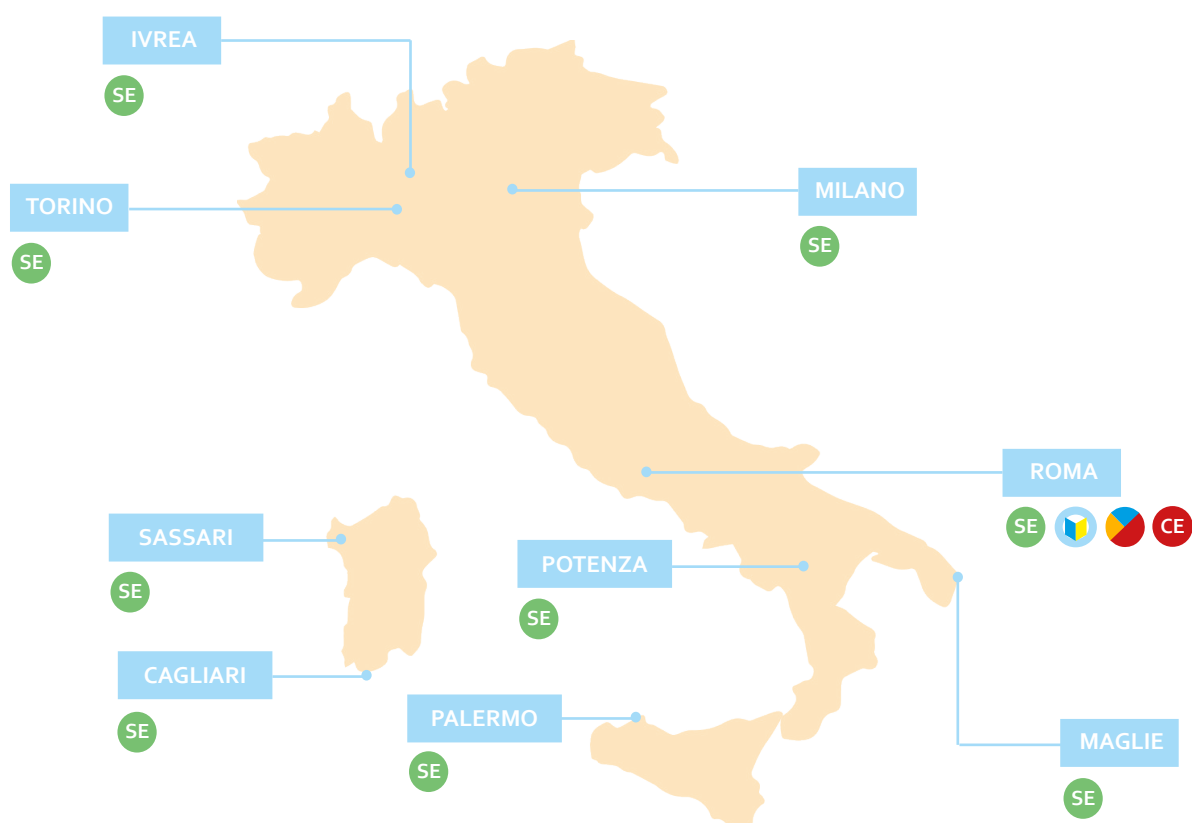 IVREA
SE
TORINO
SE
MILANO
SE
ROMA
SE CE
SASSARI
SE
POTENZA
SE
CAGLIARI
SE
PALERMO
SE
MAGLIE
SE